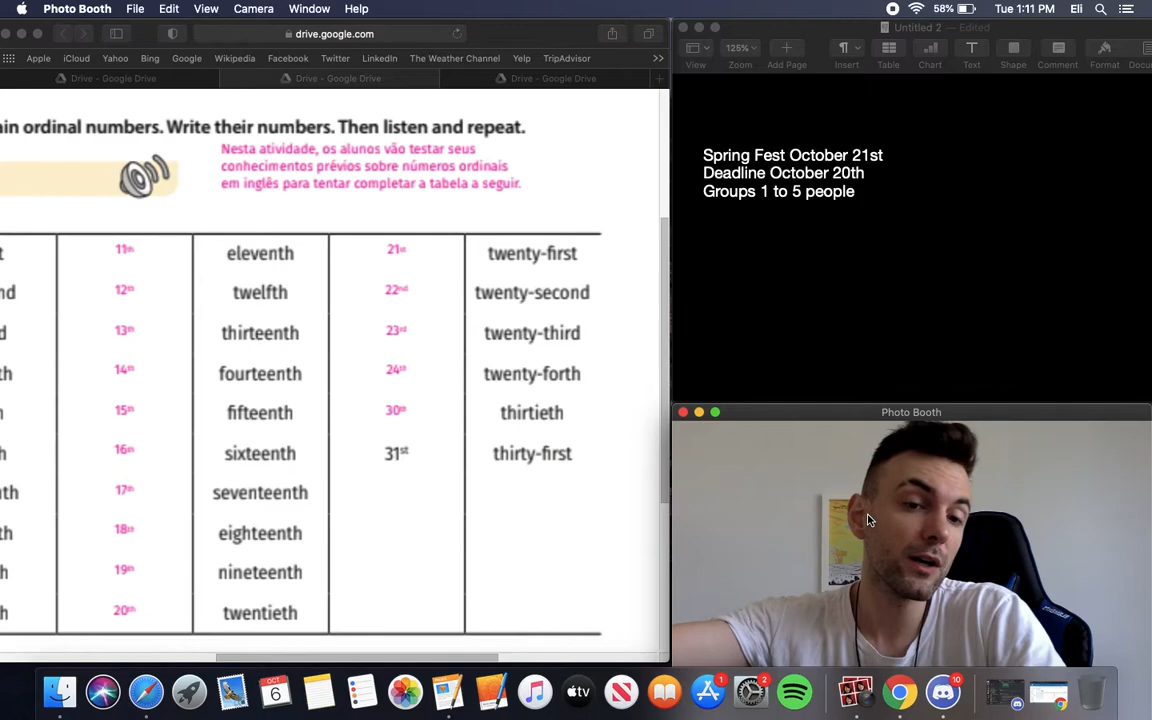 Photo Booth File Edit View Camera Window Help
58% Tue 1:11 PM Eli
drive.google.com
Apple iCloud Yahoo Bing Google Wikipedia Facebook Twitter LinkedIn The Weather Channel Yelp TripAdvisor
Drive - Google Drive Drive - Google Drive Drive - Google Drive
ordinal numbers. Write their numbers. Then listen and repeat.
Nesta atividade, os alunos vão testar seus
conhecimentos prévios sobre números ordinais
em inglês para tentar completar a tabela a seguir.
11th eleventh 21st twenty-first
12th twelfth 22nd twenty-second
13th thirteenth 23rd twenty-third
14th fourteenth 24th twenty-forth
15th fifteenth 30th thirtieth
16th sixteenth 31st thirty-first
17th seventeenth
18th eighteenth
19th nineteenth
20th twentieth
Untitled 2 — Edited
125%
View Zoom Add Page Insert Table Chart Text Shape Comment Format
Spring Fest October 21st
Deadline October 20th
Groups 1 to 5 people
Photo Booth
OCT
6
tv
1
2
10